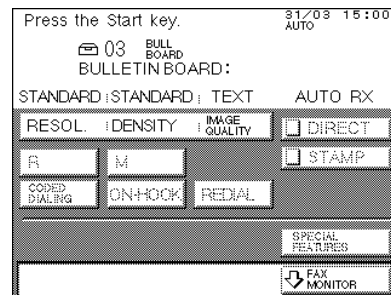 Press the Start key.
31/03 15:00
AUTO
03 BULL BOARD
BULLETIN BOARD:
STANDARD STANDARD TEXT AUTO RX
RESOL. DENSITY IMAGE QUALITY
DIRECT
R M
STAMP
CODED DIALING ON-HOOK REDIAL
SPECIAL FEATURES
FAX MONITOR